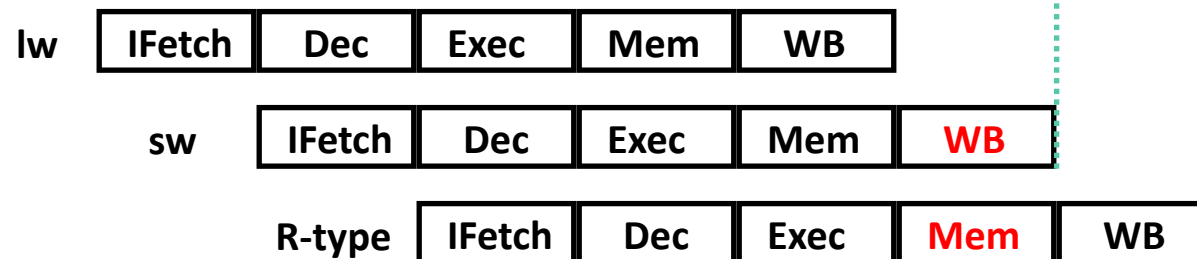 lw IFetch Dec Exec Mem WB
sw IFetch Dec Exec Mem WB
R-type IFetch Dec Exec Mem WB